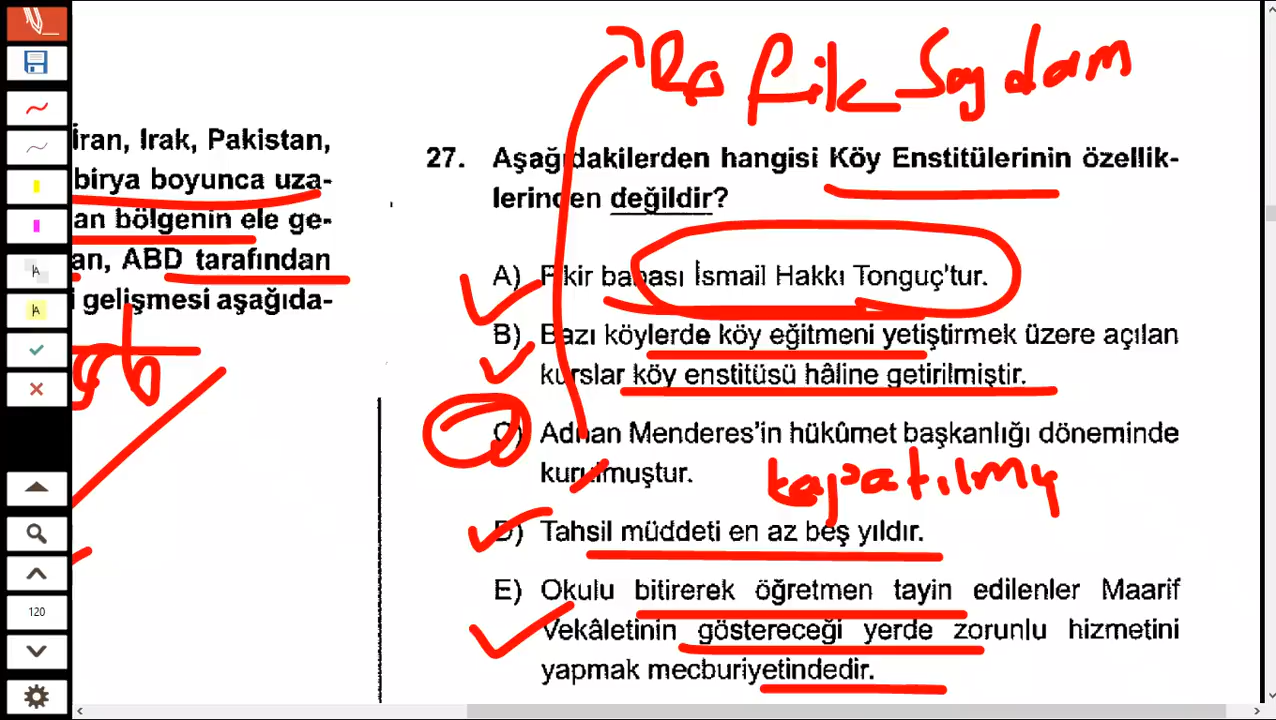 Refik Saydam
İran, Irak, Pakistan,
birya boyunca uza-
an bölgenin ele ge-
an, ABD tarafından
i gelişmesi aşağıda-
27. Aşağıdakilerden hangisi Köy Enstitülerinin özellik-
lerinden değildir?
A) Fikir babası İsmail Hakkı Tonguç'tur.
B) Bazı köylerde köy eğitmeni yetiştirmek üzere açılan
kurslar köy enstitüsü hâline getirilmiştir.
C) Adnan Menderes'in hükûmet başkanlığı döneminde
kurulmuştur.
kapatılmış
D) Tahsil müddeti en az beş yıldır.
E) Okulu bitirerek öğretmen tayin edilenler Maarif
Vekâletinin göstereceği yerde zorunlu hizmetini
yapmak mecburiyetindedir.
A
A
120